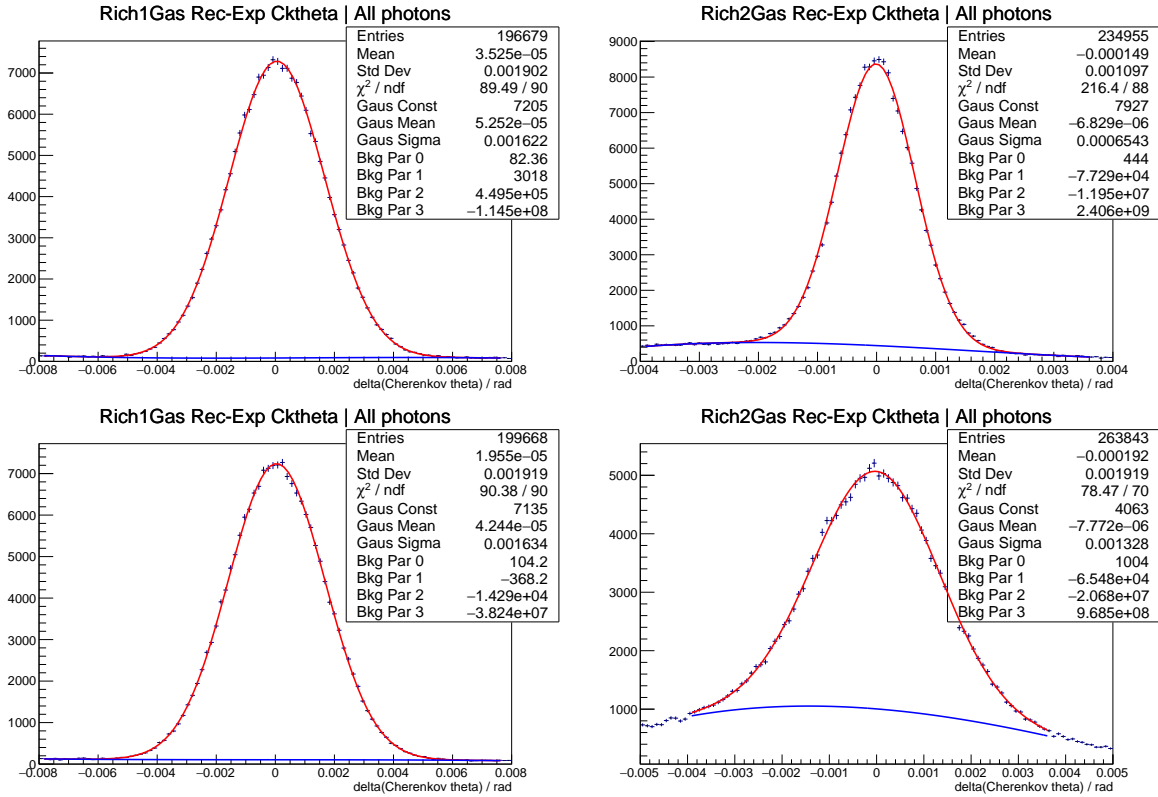 Rich1Gas Rec-Exp Cktheta | All photons
Entries 196679
Mean 3.525e−05
Std Dev 0.001902
χ² / ndf 89.49 / 90
Gaus Const 7205
Gaus Mean 5.252e−05
Gaus Sigma 0.001622
Bkg Par 0 82.36
Bkg Par 1 3018
Bkg Par 2 4.495e+05
Bkg Par 3 −1.145e+08
7000
6000
5000
4000
3000
2000
1000
0
−0.008 −0.006 −0.004 −0.002 0 0.002 0.004 0.006 0.008
delta(Cherenkov theta) / rad
Rich2Gas Rec-Exp Cktheta | All photons
Entries 234955
Mean −0.000149
Std Dev 0.001097
χ² / ndf 216.4 / 88
Gaus Const 7927
Gaus Mean −6.829e−06
Gaus Sigma 0.0006543
Bkg Par 0 444
Bkg Par 1 −7.729e+04
Bkg Par 2 −1.195e+07
Bkg Par 3 2.406e+09
9000
8000
7000
6000
5000
4000
3000
2000
1000
0
−0.004 −0.003 −0.002 −0.001 0 0.001 0.002 0.003 0.004
delta(Cherenkov theta) / rad
Rich1Gas Rec-Exp Cktheta | All photons
Entries 199668
Mean 1.955e−05
Std Dev 0.001919
χ² / ndf 90.38 / 90
Gaus Const 7135
Gaus Mean 4.244e−05
Gaus Sigma 0.001634
Bkg Par 0 104.2
Bkg Par 1 −368.2
Bkg Par 2 −1.429e+04
Bkg Par 3 −3.824e+07
7000
6000
5000
4000
3000
2000
1000
0
−0.008 −0.006 −0.004 −0.002 0 0.002 0.004 0.006 0.008
delta(Cherenkov theta) / rad
Rich2Gas Rec-Exp Cktheta | All photons
Entries 263843
Mean −0.000192
Std Dev 0.001919
χ² / ndf 78.47 / 70
Gaus Const 4063
Gaus Mean −7.772e−06
Gaus Sigma 0.001328
Bkg Par 0 1004
Bkg Par 1 −6.548e+04
Bkg Par 2 −2.068e+07
Bkg Par 3 9.685e+08
5000
4000
3000
2000
1000
−0.005 −0.004 −0.003 −0.002 −0.001 0 0.001 0.002 0.003 0.004 0.005
delta(Cherenkov theta) / rad